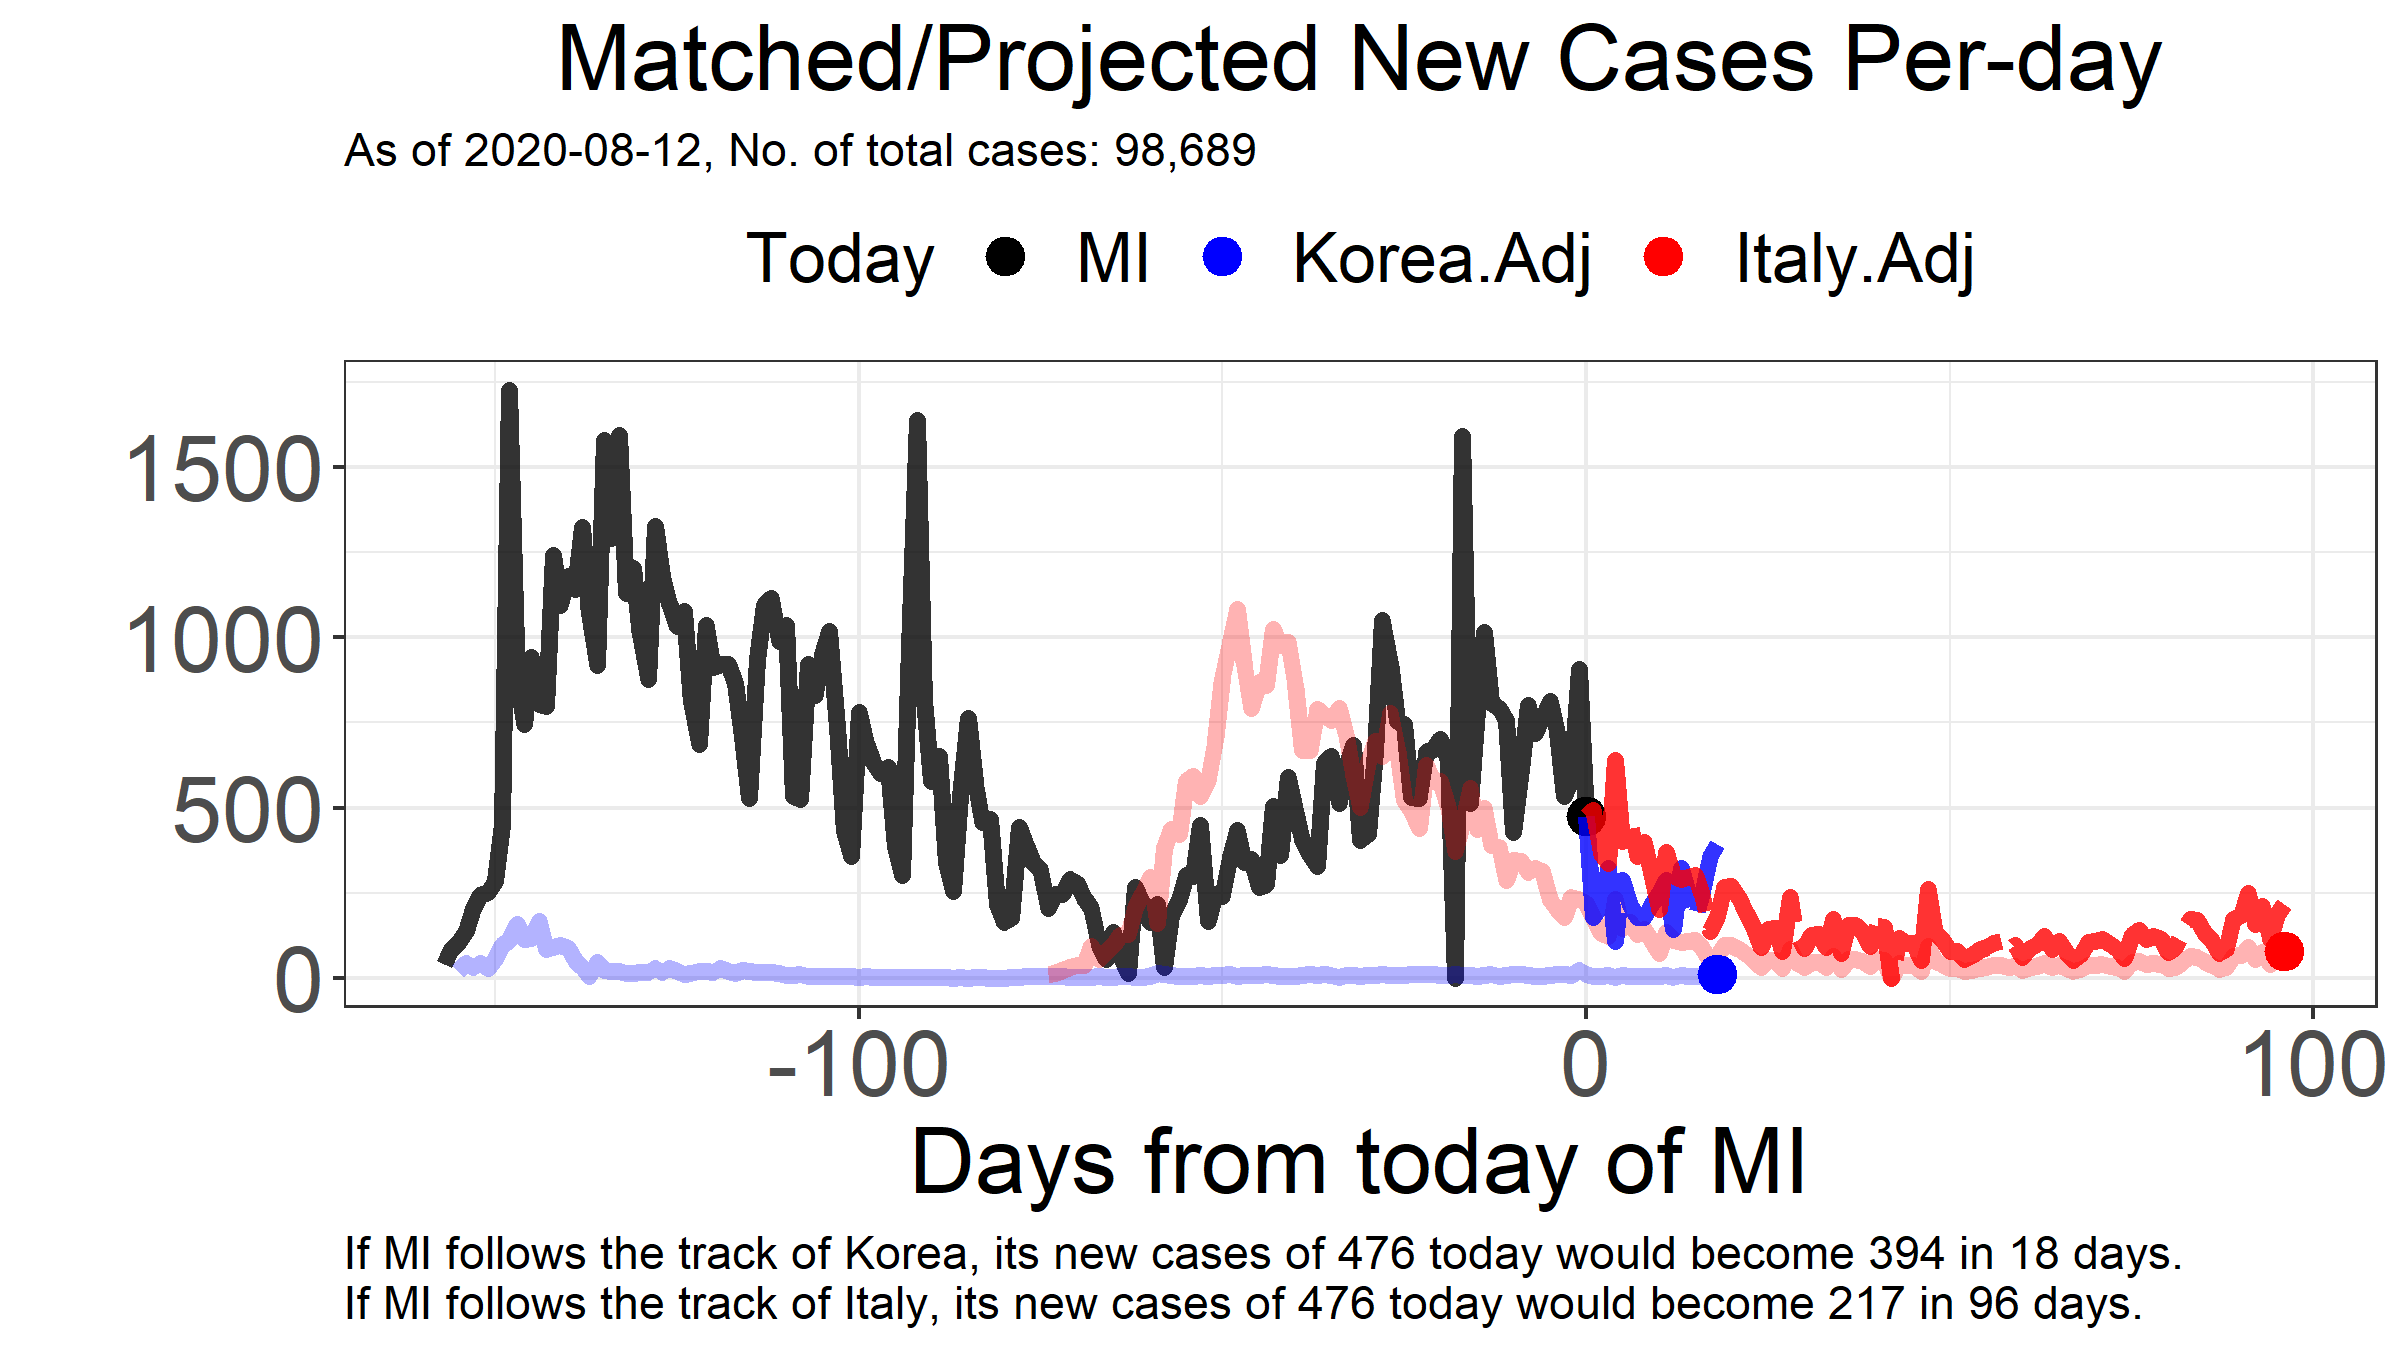 Matched/Projected New Cases Per-day
As of 2020-08-12, No. of total cases: 98,689
Today MI Korea.Adj Italy.Adj
1500
1000
500
0
-100 0 100
Days from today of MI
If MI follows the track of Korea, its new cases of 476 today would become 394 in 18 days.
If MI follows the track of Italy, its new cases of 476 today would become 217 in 96 days.